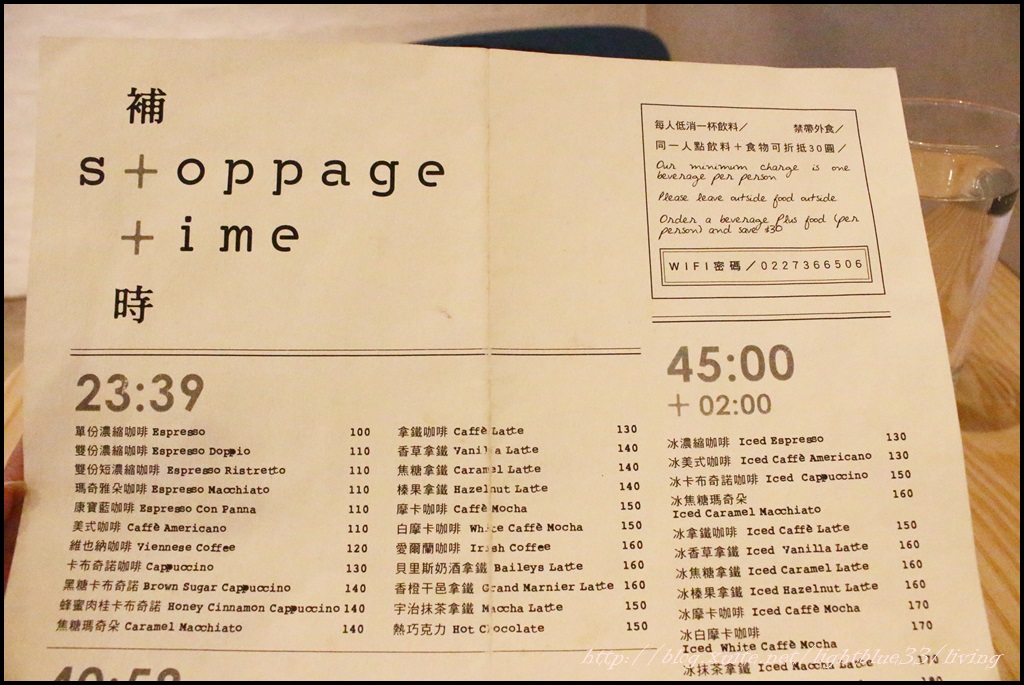 補
stoppage
time
時
每人低消一杯飲料／ 禁帶外食／
同一人點飲料＋食物可折抵30圓／
Our minimum charge is one
beverage per person
Please leave outside food outside
Order a beverage Plus food (per
person) and save $30
WIFI密碼／0227366506
23:39
單份濃縮咖啡 Espresso 100
雙份濃縮咖啡 Espresso Doppio 110
雙份短濃縮咖啡 Espresso Ristretto 110
瑪奇雅朵咖啡 Espresso Macchiato 110
康寶藍咖啡 Espresso Con Panna 110
美式咖啡 Caffè Americano 110
維也納咖啡 Viennese Coffee 120
卡布奇諾咖啡 Cappuccino 130
黑糖卡布奇諾 Brown Sugar Cappuccino 140
蜂蜜肉桂卡布奇諾 Honey Cinnamon Cappuccino 140
焦糖瑪奇朵 Caramel Macchiato 140
拿鐵咖啡 Caffè Latte 130
香草拿鐵 Vanilla Latte 140
焦糖拿鐵 Caramel Latte 140
榛果拿鐵 Hazelnut Latte 140
摩卡咖啡 Caffè Mocha 150
白摩卡咖啡 White Caffè Mocha 150
愛爾蘭咖啡 Irish Coffee 160
貝里斯奶酒拿鐵 Baileys Latte 160
香橙干邑拿鐵 Grand Marnier Latte 160
宇治抹茶拿鐵 Maccha Latte 150
熱巧克力 Hot Chocolate 150
45:00
+ 02:00
冰濃縮咖啡 Iced Espresso 130
冰美式咖啡 Iced Caffè Americano 130
冰卡布奇諾咖啡 Iced Cappuccino 150
冰焦糖瑪奇朵 160
Iced Caramel Macchiato
冰拿鐵咖啡 Iced Caffè Latte 150
冰香草拿鐵 Iced Vanilla Latte 160
冰焦糖拿鐵 Iced Caramel Latte 160
冰榛果拿鐵 Iced Hazelnut Latte 160
冰摩卡咖啡 Iced Caffè Mocha 170
冰白摩卡咖啡 170
Iced White Caffè Mocha
冰抹茶拿鐵 Iced Maccha Latte 170
http://blog.xuite.net/lightblue33/living